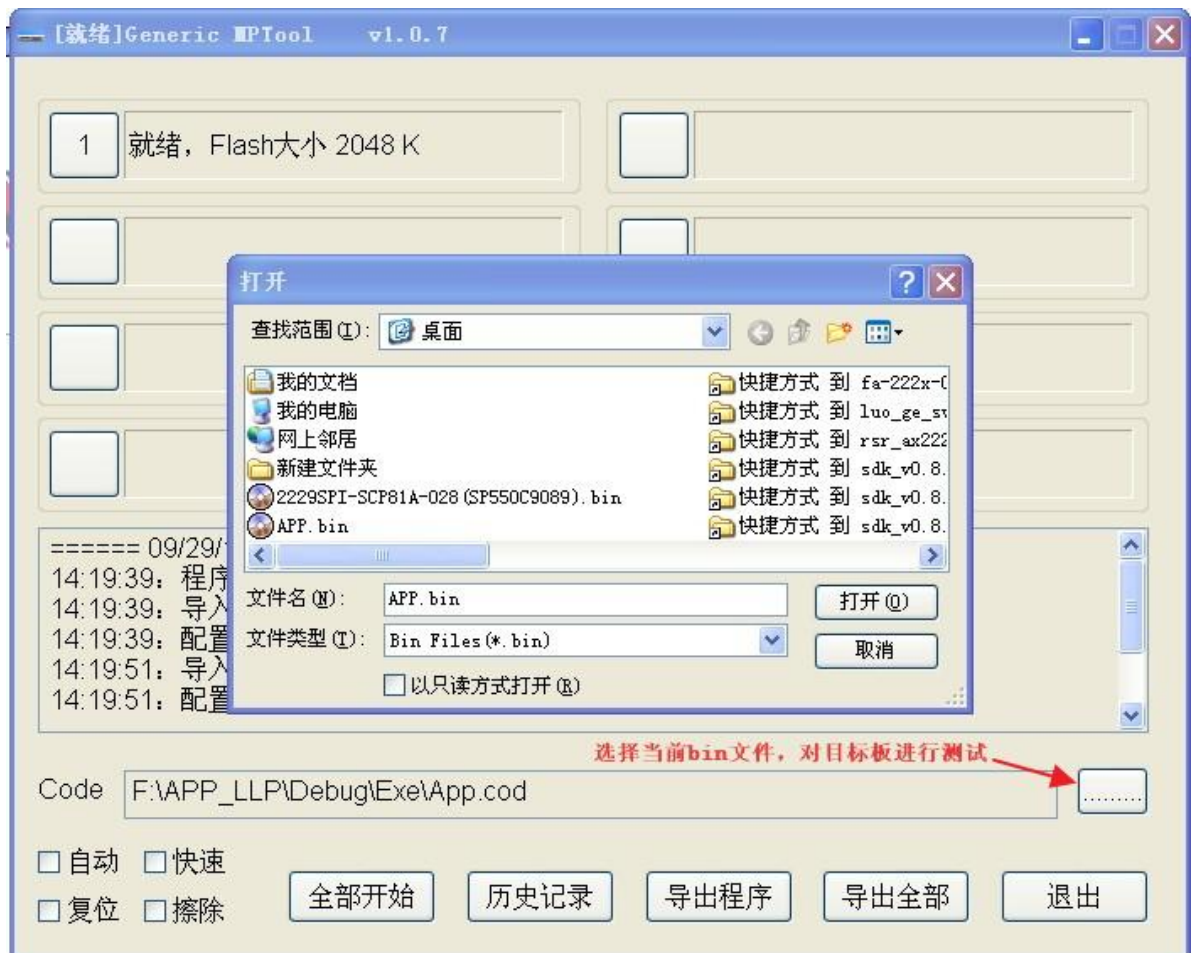 [就绪]Generic MPTool v1.0.7
1 就绪，Flash大小 2048 K
打开
查找范围(I): 桌面
我的文档
我的电脑
网上邻居
新建文件夹
2229SPI-SCP81A-028(SP550C9089).bin
APP.bin
快捷方式 到 fa-222x-
快捷方式 到 luo_ge_
快捷方式 到 rsr_ax222
快捷方式 到 sdk_v0.8.
快捷方式 到 sdk_v0.8.
快捷方式 到 sdk_v0.8.
文件名(N): APP.bin
打开(O)
文件类型(T): Bin Files(*.bin)
取消
以只读方式打开(R)
====== 09/29/
14:19:39：程序
14:19:39：导入
14:19:39：配置
14:19:51：导入
14:19:51：配置
选择当前bin文件，对目标板进行测试
Code F:\APP_LLP\Debug\Exe\App.cod .........
自动 快速
复位 擦除
全部开始 历史记录 导出程序 导出全部 退出